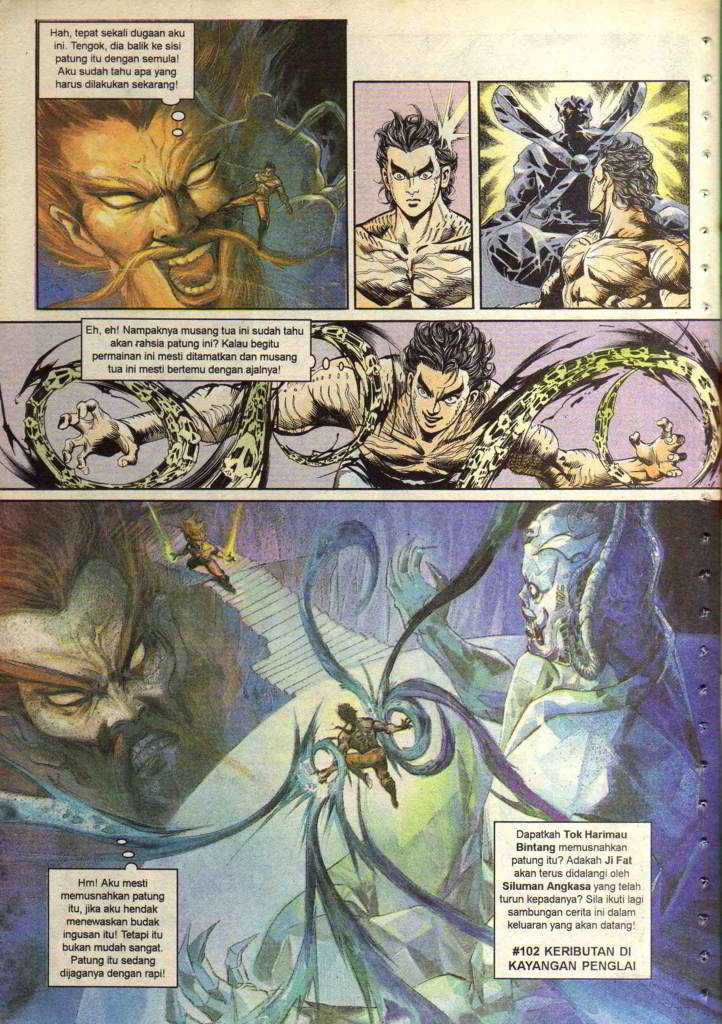 Hah, tepat sekali dugaan aku
ini. Tengok, dia balik ke sisi
patung itu dengan semula!
Aku sudah tahu apa yang
harus dilakukan sekarang!
Eh, eh! Nampaknya musang tua ini sudah tahu
akan rahsia patung ini? Kalau begitu
permainan ini mesti ditamatkan dan musang
tua ini mesti bertemu dengan ajalnya!
Hm! Aku mesti
memusnahkan patung
itu, jika aku hendak
menewaskan budak
ingusan itu! Tetapi itu
bukan mudah sangat.
Patung itu sedang
dijaganya dengan rapi!
Dapatkah Tok Harimau
Bintang memusnahkan
patung itu? Adakah Ji Fat
akan terus didalangi oleh
Siluman Angkasa yang telah
turun kepadanya? Sila ikuti lagi
sambungan cerita ini dalam
keluaran yang akan datang!
#102 KERIBUTAN DI
KAYANGAN PENGLAI